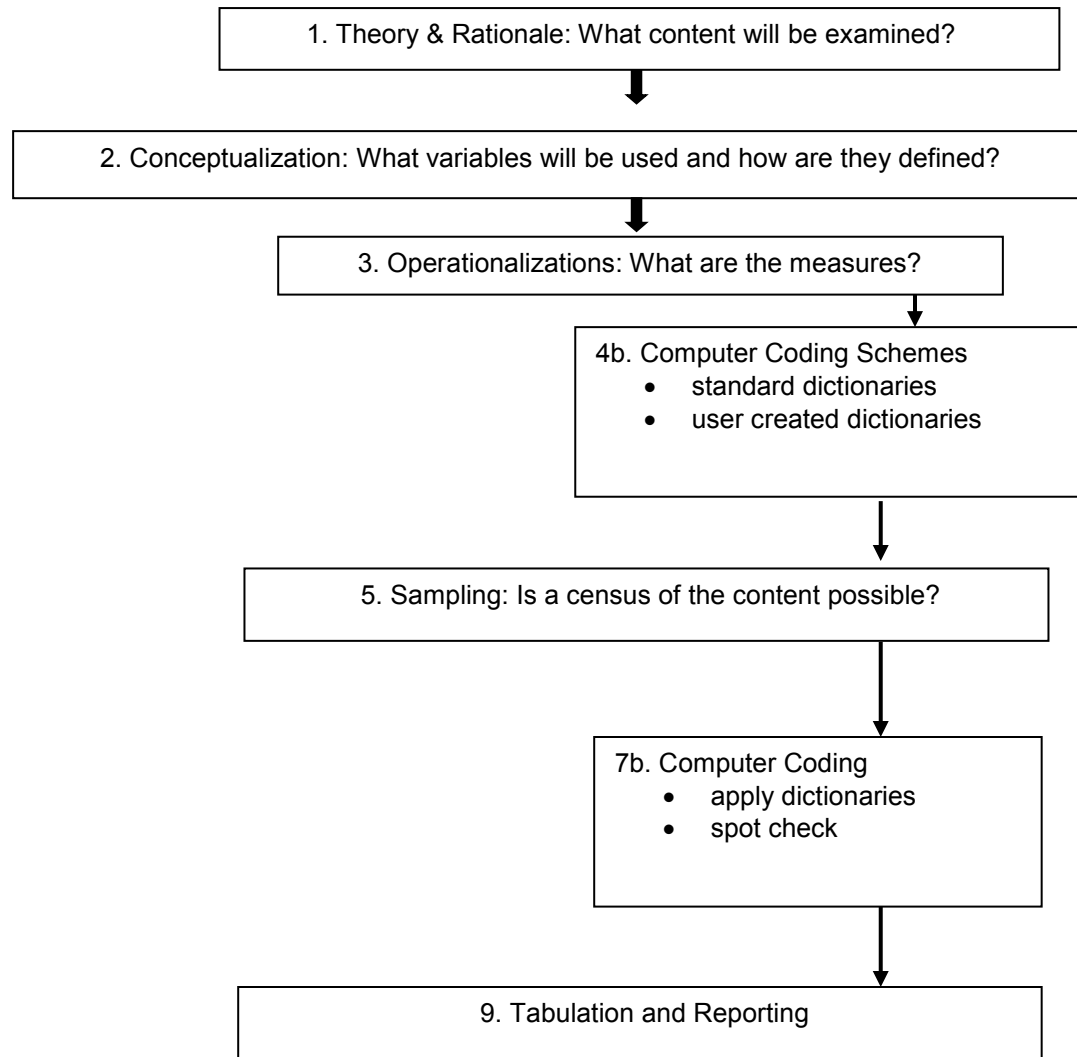 1. Theory & Rationale: What content will be examined?
2. Conceptualization: What variables will be used and how are they defined?
3. Operationalizations: What are the measures?
4b. Computer Coding Schemes
• standard dictionaries
• user created dictionaries
5. Sampling: Is a census of the content possible?
7b. Computer Coding
• apply dictionaries
• spot check
9. Tabulation and Reporting